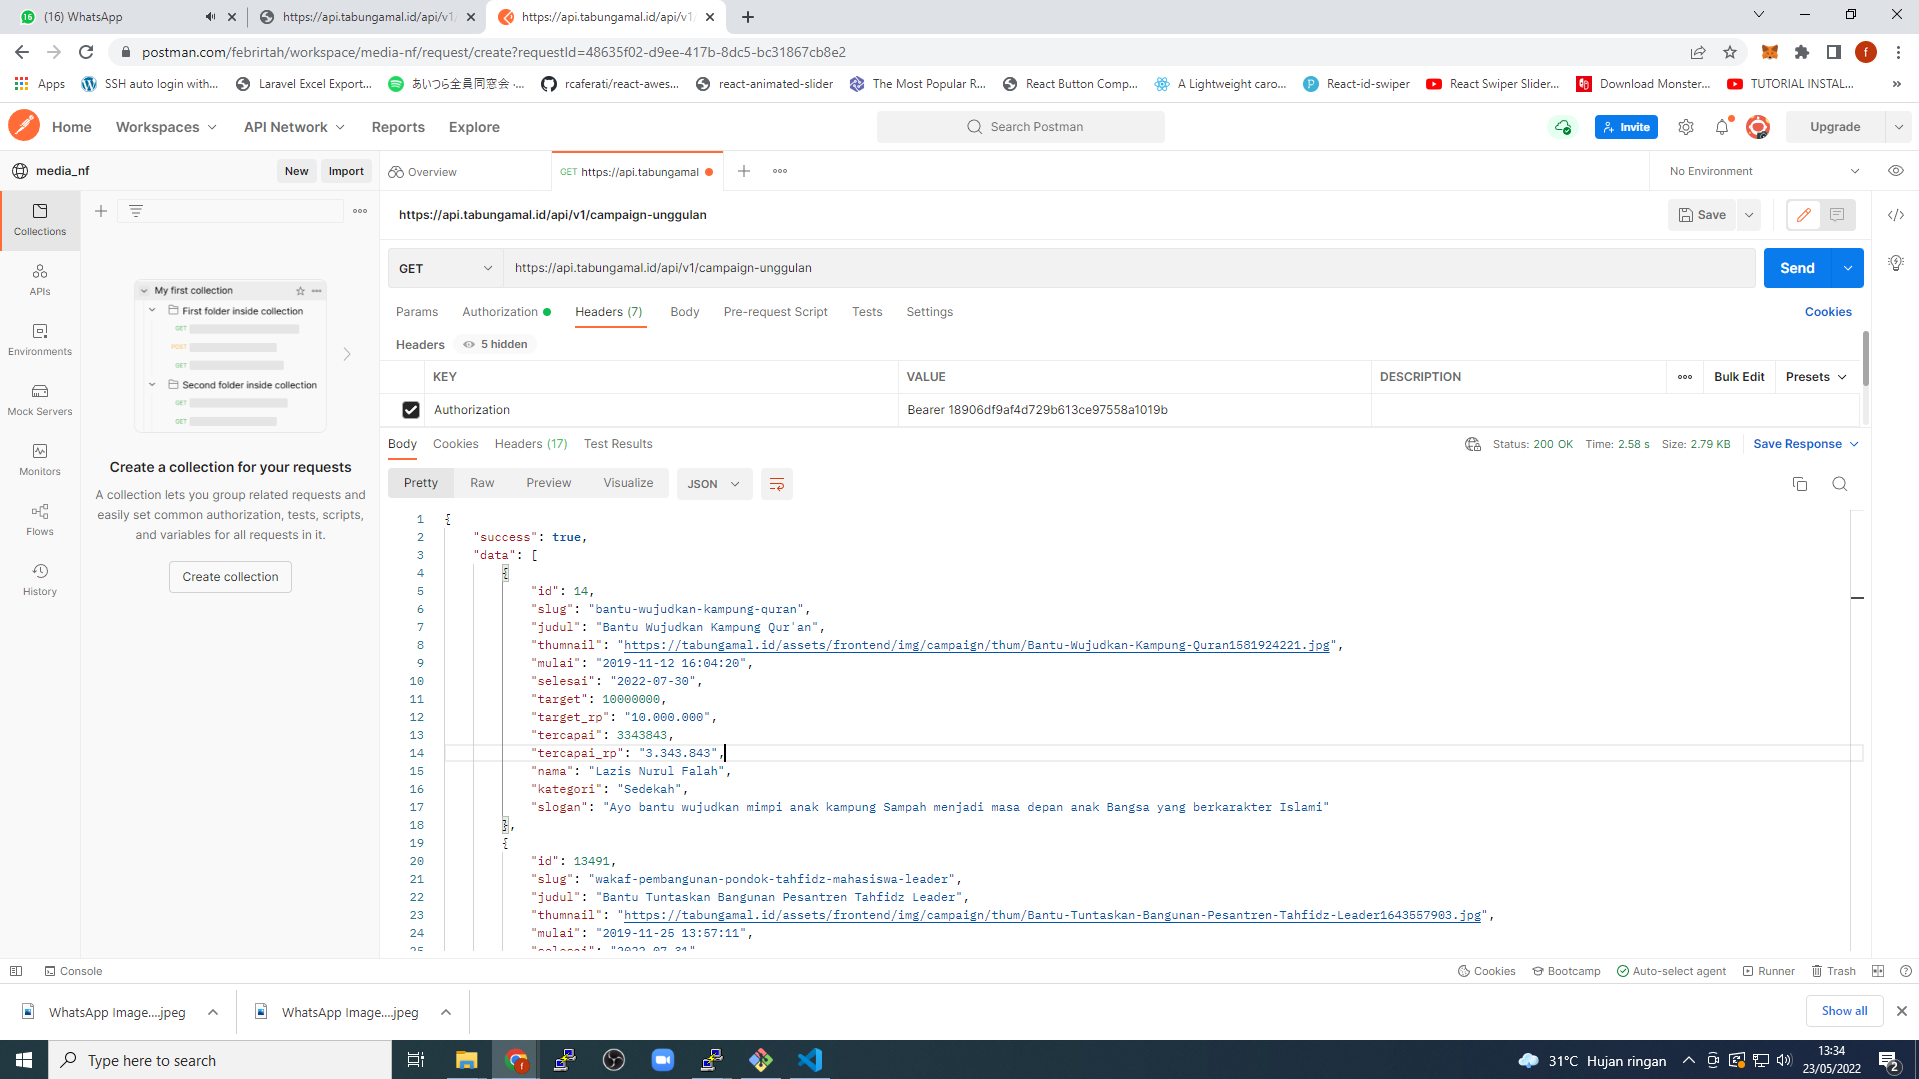 (16) WhatsApp
https://api.tabungamal.id/api/v1/
https://api.tabungamal.id/api/v1/
postman.com/febrirtah/workspace/media-nf/request/create?requestId=48635f02-d9ee-417b-8dc5-bc31867cb8e2
Apps
SSH auto login with...
Laravel Excel Export...
あいつら全員同窓会 -...
rcaferati/react-awes...
react-animated-slider
The Most Popular R...
React Button Comp...
A Lightweight caro...
React-id-swiper
React Swiper Slider...
Download Monster...
TUTORIAL INSTAL...
Home
Workspaces
API Network
Reports
Explore
Search Postman
Invite
Upgrade
media_nf
New
Import
Overview
GET https://api.tabungamal
No Environment
Collections
https://api.tabungamal.id/api/v1/campaign-unggulan
Save
GET
https://api.tabungamal.id/api/v1/campaign-unggulan
Send
APIs
Environments
Mock Servers
Monitors
Flows
History
My first collection
First folder inside collection
GET
POST
GET
Second folder inside collection
GET
GET
Create a collection for your requests
A collection lets you group related requests and
easily set common authorization, tests, scripts,
and variables for all requests in it.
Create collection
Params
Authorization
Headers (7)
Body
Pre-request Script
Tests
Settings
Cookies
Headers
5 hidden
KEY
VALUE
DESCRIPTION
Bulk Edit
Presets
Authorization
Bearer 18906df9af4d729b613ce97558a1019b
Body
Cookies
Headers (17)
Test Results
Status: 200 OK
Time: 2.58 s
Size: 2.79 KB
Save Response
Pretty
Raw
Preview
Visualize
JSON
1 {
2 "success": true,
3 "data": [
4 {
5 "id": 14,
6 "slug": "bantu-wujudkan-kampung-quran",
7 "judul": "Bantu Wujudkan Kampung Qur'an",
8 "thumnail": "https://tabungamal.id/assets/frontend/img/campaign/thum/Bantu-Wujudkan-Kampung-Quran1581924221.jpg",
9 "mulai": "2019-11-12 16:04:20",
10 "selesai": "2022-07-30",
11 "target": 10000000,
12 "target_rp": "10.000.000",
13 "tercapai": 3343843,
14 "tercapai_rp": "3.343.843",
15 "nama": "Lazis Nurul Falah",
16 "kategori": "Sedekah",
17 "slogan": "Ayo bantu wujudkan mimpi anak kampung Sampah menjadi masa depan anak Bangsa yang berkarakter Islami"
18 },
19 {
20 "id": 13491,
21 "slug": "wakaf-pembangunan-pondok-tahfidz-mahasiswa-leader",
22 "judul": "Bantu Tuntaskan Bangunan Pesantren Tahfidz Leader",
23 "thumnail": "https://tabungamal.id/assets/frontend/img/campaign/thum/Bantu-Tuntaskan-Bangunan-Pesantren-Tahfidz-Leader1643557903.jpg",
24 "mulai": "2019-11-25 13:57:11",
25 "selesai": "2022-07-31"
Console
Cookies
Bootcamp
Auto-select agent
Runner
Trash
WhatsApp Image....jpeg
WhatsApp Image....jpeg
Show all
Type here to search
31°C Hujan ringan
13:34
23/05/2022
2